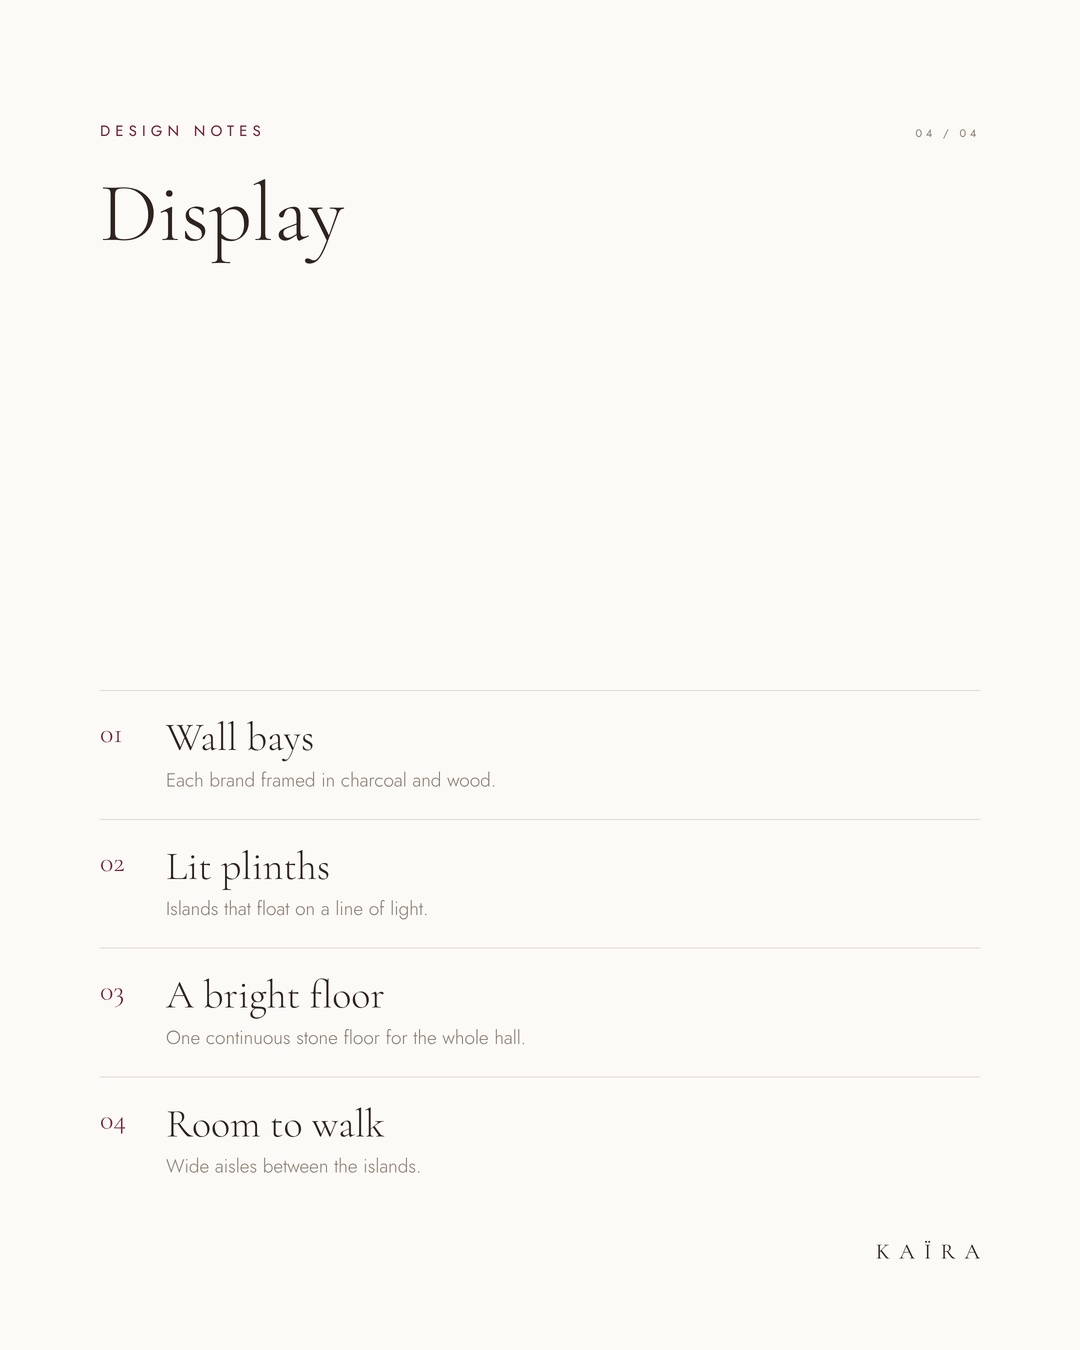 DESIGN NOTES
04 / 04
Display
01
Wall bays
Each brand framed in charcoal and wood.
02
Lit plinths
Islands that float on a line of light.
03
A bright floor
One continuous stone floor for the whole hall.
04
Room to walk
Wide aisles between the islands.
KAÏRA